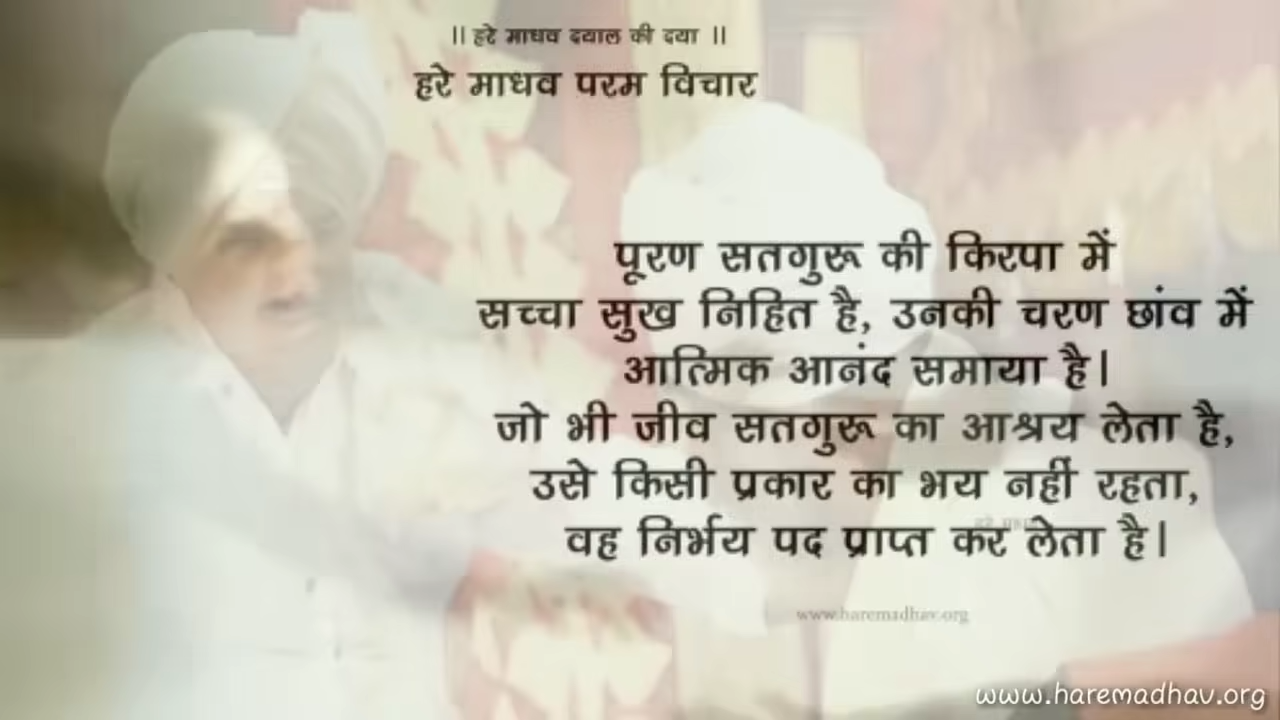 || हरे माधव दयाल की दया ||
हरे माधव परम विचार
पूरण सतगुरू की किरपा में
सच्चा सुख निहित है, उनकी चरण छांव में
आत्मिक आनंद समाया है।
जो भी जीव सतगुरू का आश्रय लेता है,
उसे किसी प्रकार का भय नहीं रहता,
वह निर्भय पद प्राप्त कर लेता है।
www.haremadhav.org
www.haremadhav.org